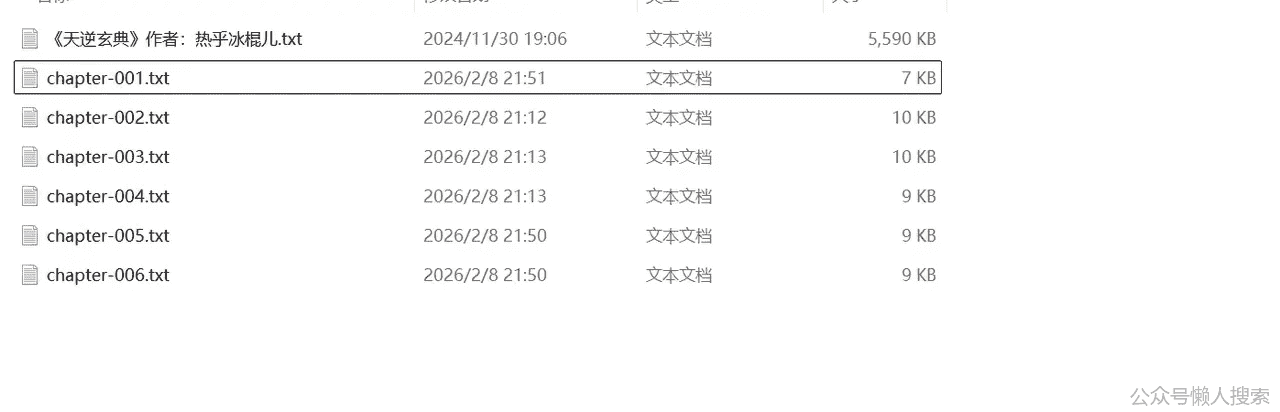 《天逆玄典》作者：热乎冰棍儿.txt 2024/11/30 19:06 文本文档 5,590 KB
chapter-001.txt 2026/2/8 21:51 文本文档 7 KB
chapter-002.txt 2026/2/8 21:12 文本文档 10 KB
chapter-003.txt 2026/2/8 21:13 文本文档 10 KB
chapter-004.txt 2026/2/8 21:13 文本文档 9 KB
chapter-005.txt 2026/2/8 21:50 文本文档 9 KB
chapter-006.txt 2026/2/8 21:50 文本文档 9 KB
公众号懒人搜索